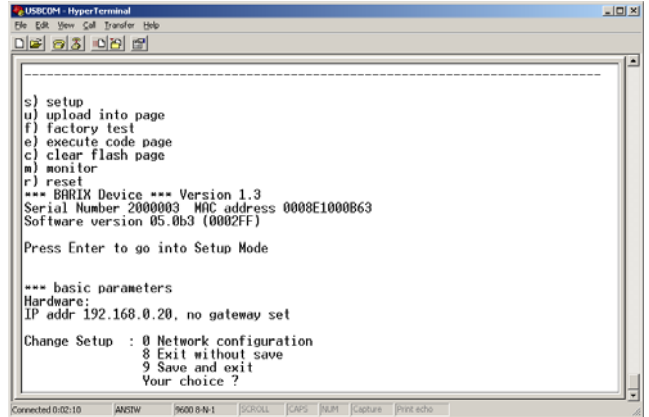 USBCOM - HyperTerminal
File Edit View Call Transfer Help
--------------------------------------------------------------------------------
s) setup
u) upload into page
f) factory test
e) execute code page
c) clear flash page
m) monitor
r) reset
*** BARIX Device *** Version 1.3
Serial Number 2000003 MAC address 0008E1000B63
Software version 05.0b3 (0002FF)
Press Enter to go into Setup Mode
*** basic parameters
Hardware:
IP addr 192.168.0.20, no gateway set
Change Setup : 0 Network configuration
8 Exit without save
9 Save and exit
Your choice ?
Connected 0:02:10 ANSIW 9600 8-N-1 SCROLL CAPS NUM Capture Print echo